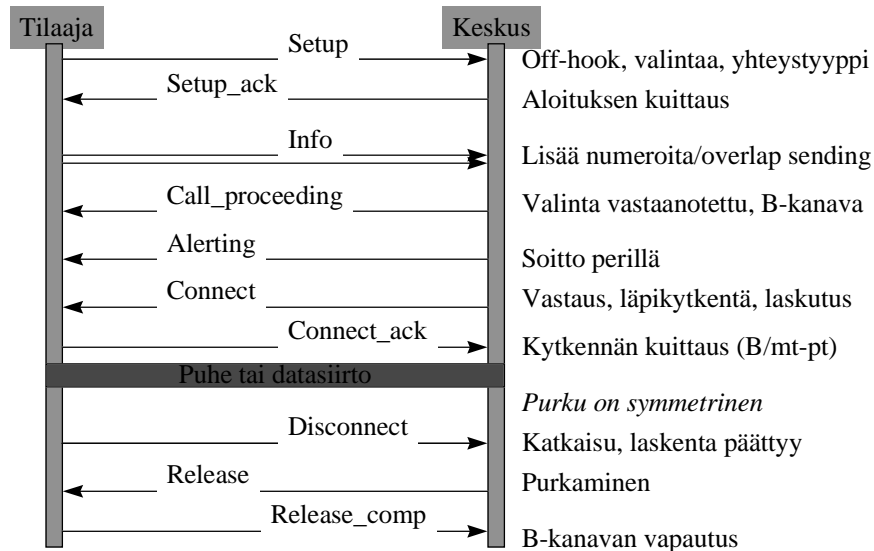 Tilaaja
Keskus
Setup
Off-hook, valintaa, yhteystyyppi
Setup_ack
Aloituksen kuittaus
Info
Lisää numeroita/overlap sending
Call_proceeding
Valinta vastaanotettu, B-kanava
Alerting
Soitto perillä
Connect
Vastaus, läpikytkentä, laskutus
Connect_ack
Kytkennän kuittaus (B/mt-pt)
Puhe tai datasiirto
Purku on symmetrinen
Disconnect
Katkaisu, laskenta päättyy
Release
Purkaminen
Release_comp
B-kanavan vapautus